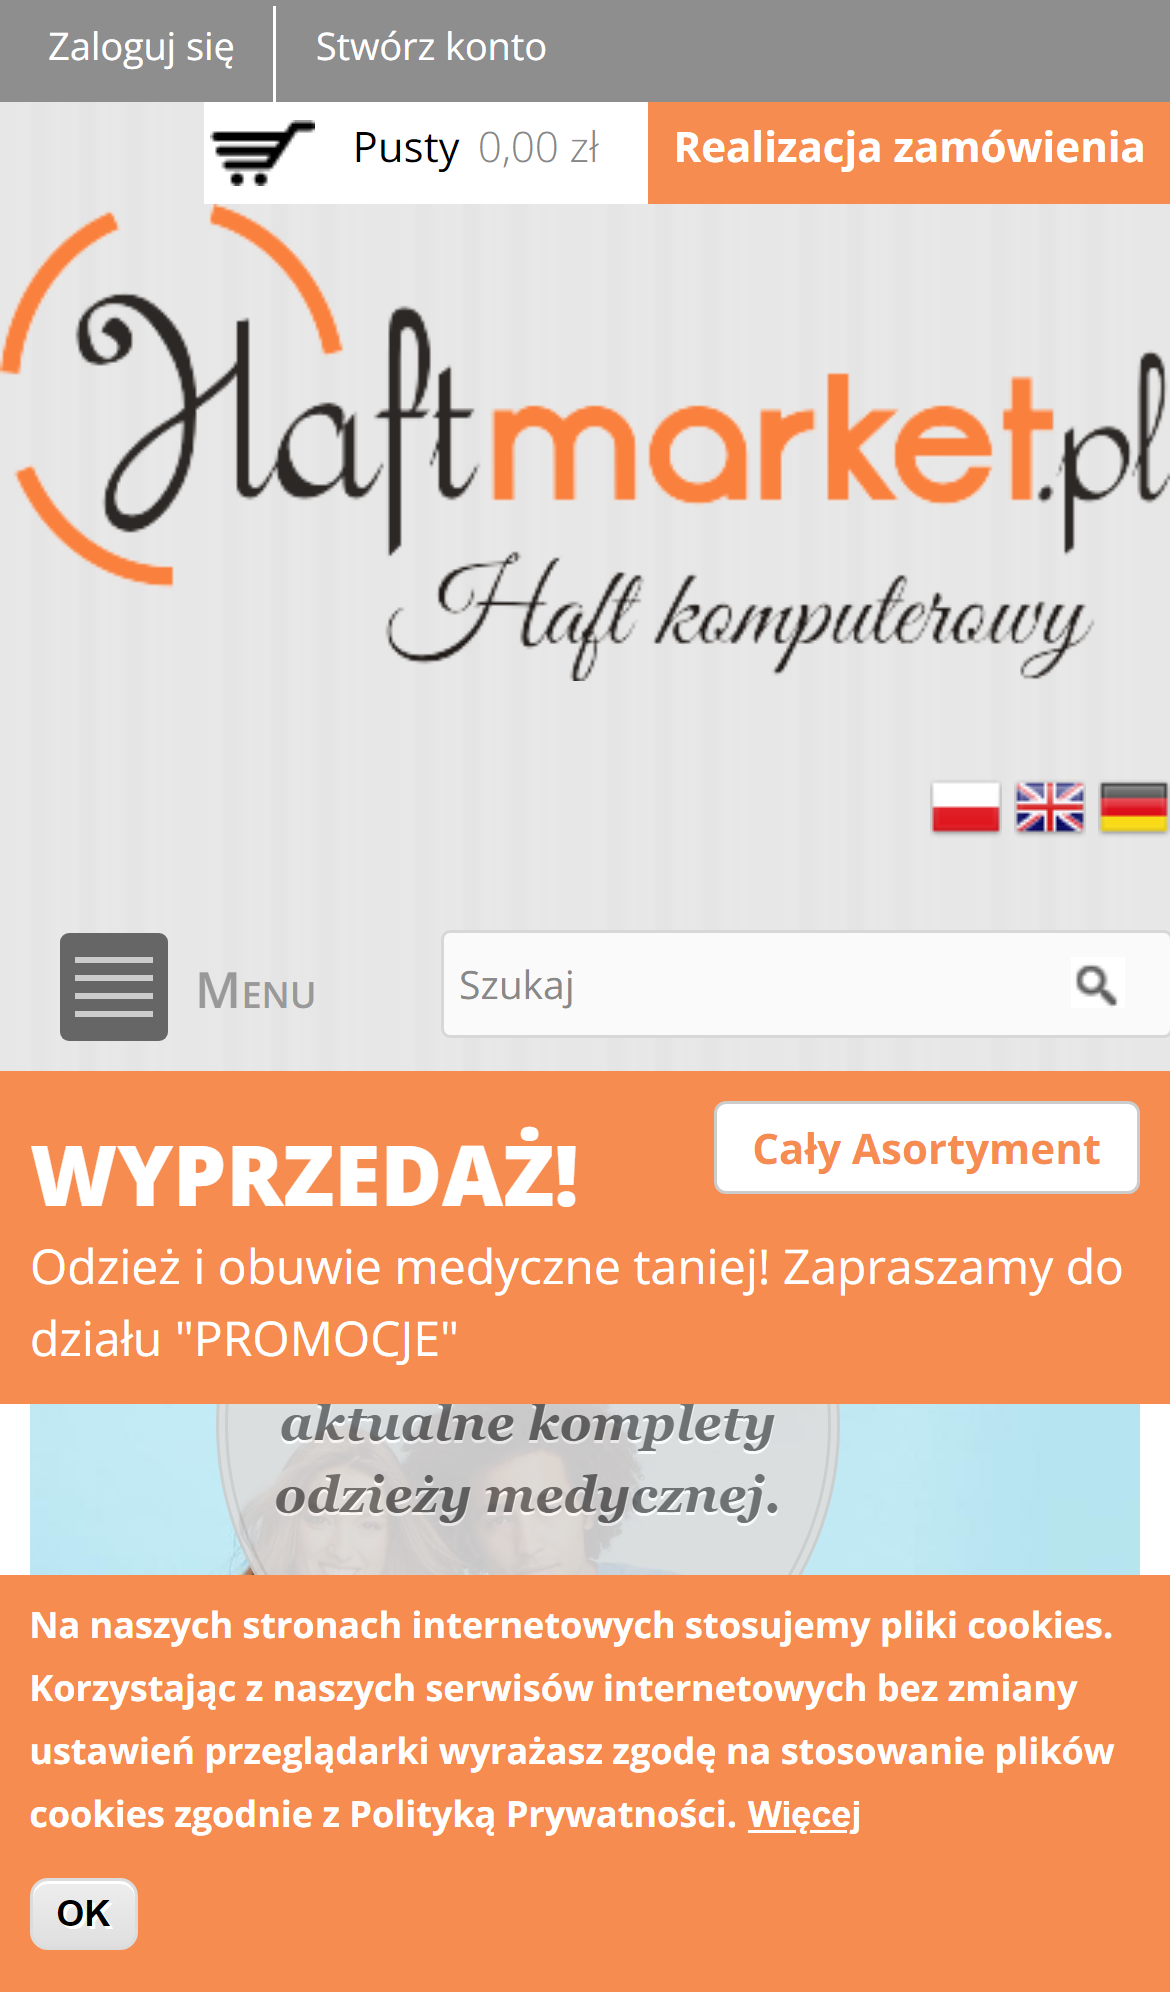 Zaloguj się
Stwórz konto
Pusty 0,00 zł
Realizacja zamówienia
Haftmarket.pl
Haft komputerowy
Menu
Szukaj
Cały Asortyment
WYPRZEDAŻ!
Odzież i obuwie medyczne taniej! Zapraszamy do
działu "PROMOCJE"
aktualne komplety
odzieży medycznej.
Na naszych stronach internetowych stosujemy pliki cookies.
Korzystając z naszych serwisów internetowych bez zmiany
ustawień przeglądarki wyrażasz zgodę na stosowanie plików
cookies zgodnie z Polityką Prywatności. Więcej
OK